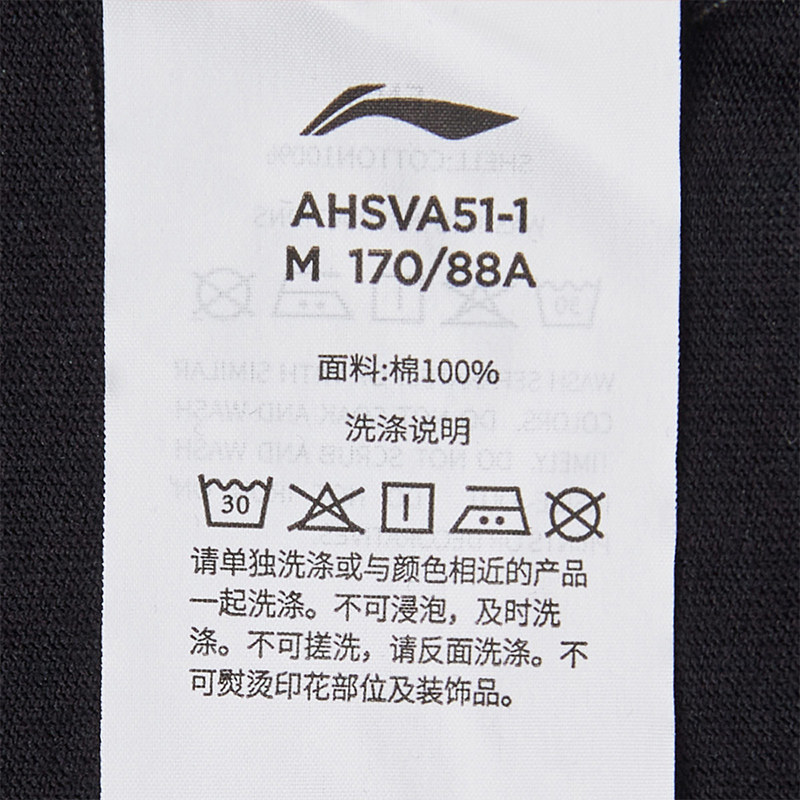 AHSVA51-1
M 170/88A
面料:棉100%
洗涤说明
30
请单独洗涤或与颜色相近的产品
一起洗涤。不可浸泡，及时洗
涤。不可搓洗，请反面洗涤。不
可熨烫印花部位及装饰品。